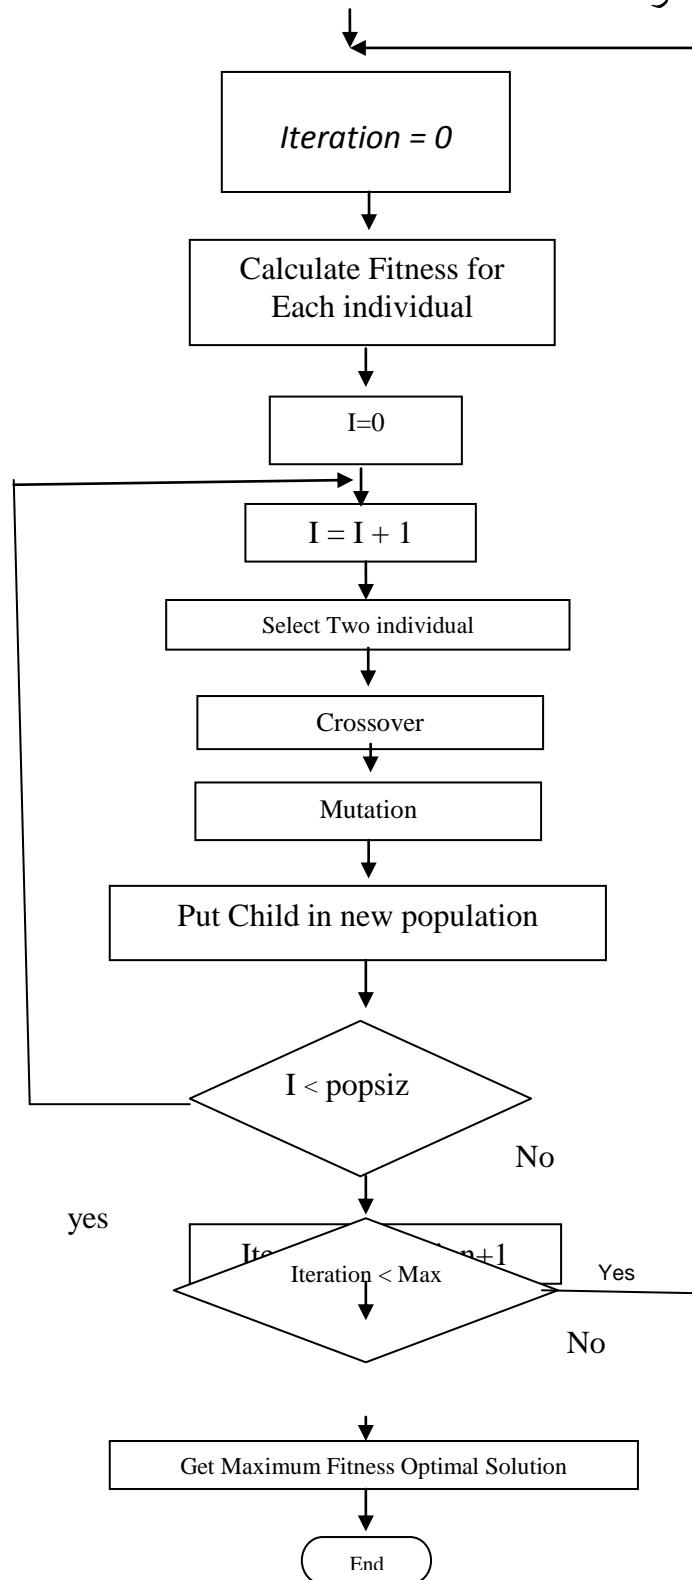 Iteration = 0
Calculate Fitness for
Each individual
I=0
I = I + 1
Select Two individual
Crossover
Mutation
Put Child in new population
I < popsiz
No
yes
+1
Iteration < Max
Yes
No
Get Maximum Fitness Optimal Solution
End